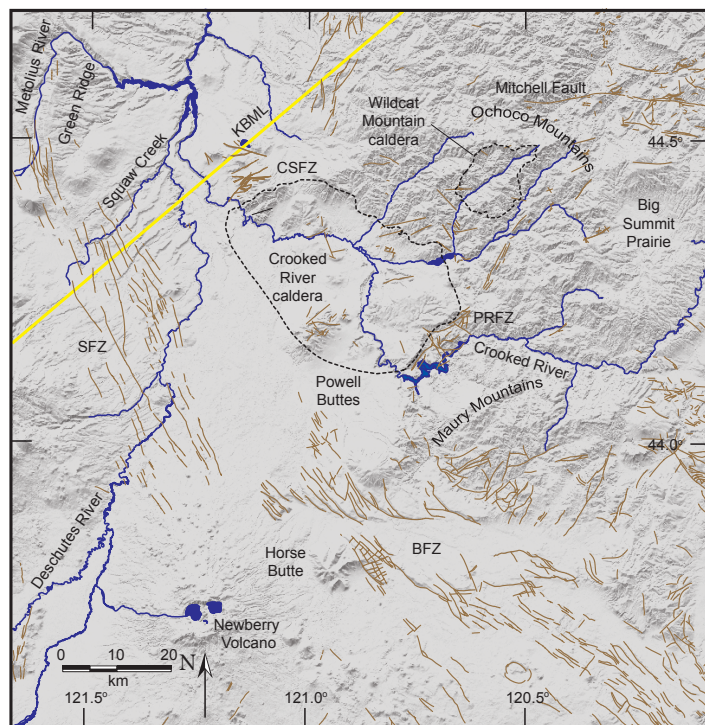 Metolius River
Green Ridge
Squaw Creek
KBML
CSFZ
Wildcat
Mountain
caldera
Mitchell Fault
Ochoco Mountains
44.5°
Big
Summit
Prairie
Crooked
River
caldera
SFZ
PRFZ
Crooked River
Powell
Buttes
Maury Mountains
44.0°
Deschutes River
Horse
Butte
BFZ
Newberry
Volcano
0 10 20
km
N
121.5° 121.0° 120.5°